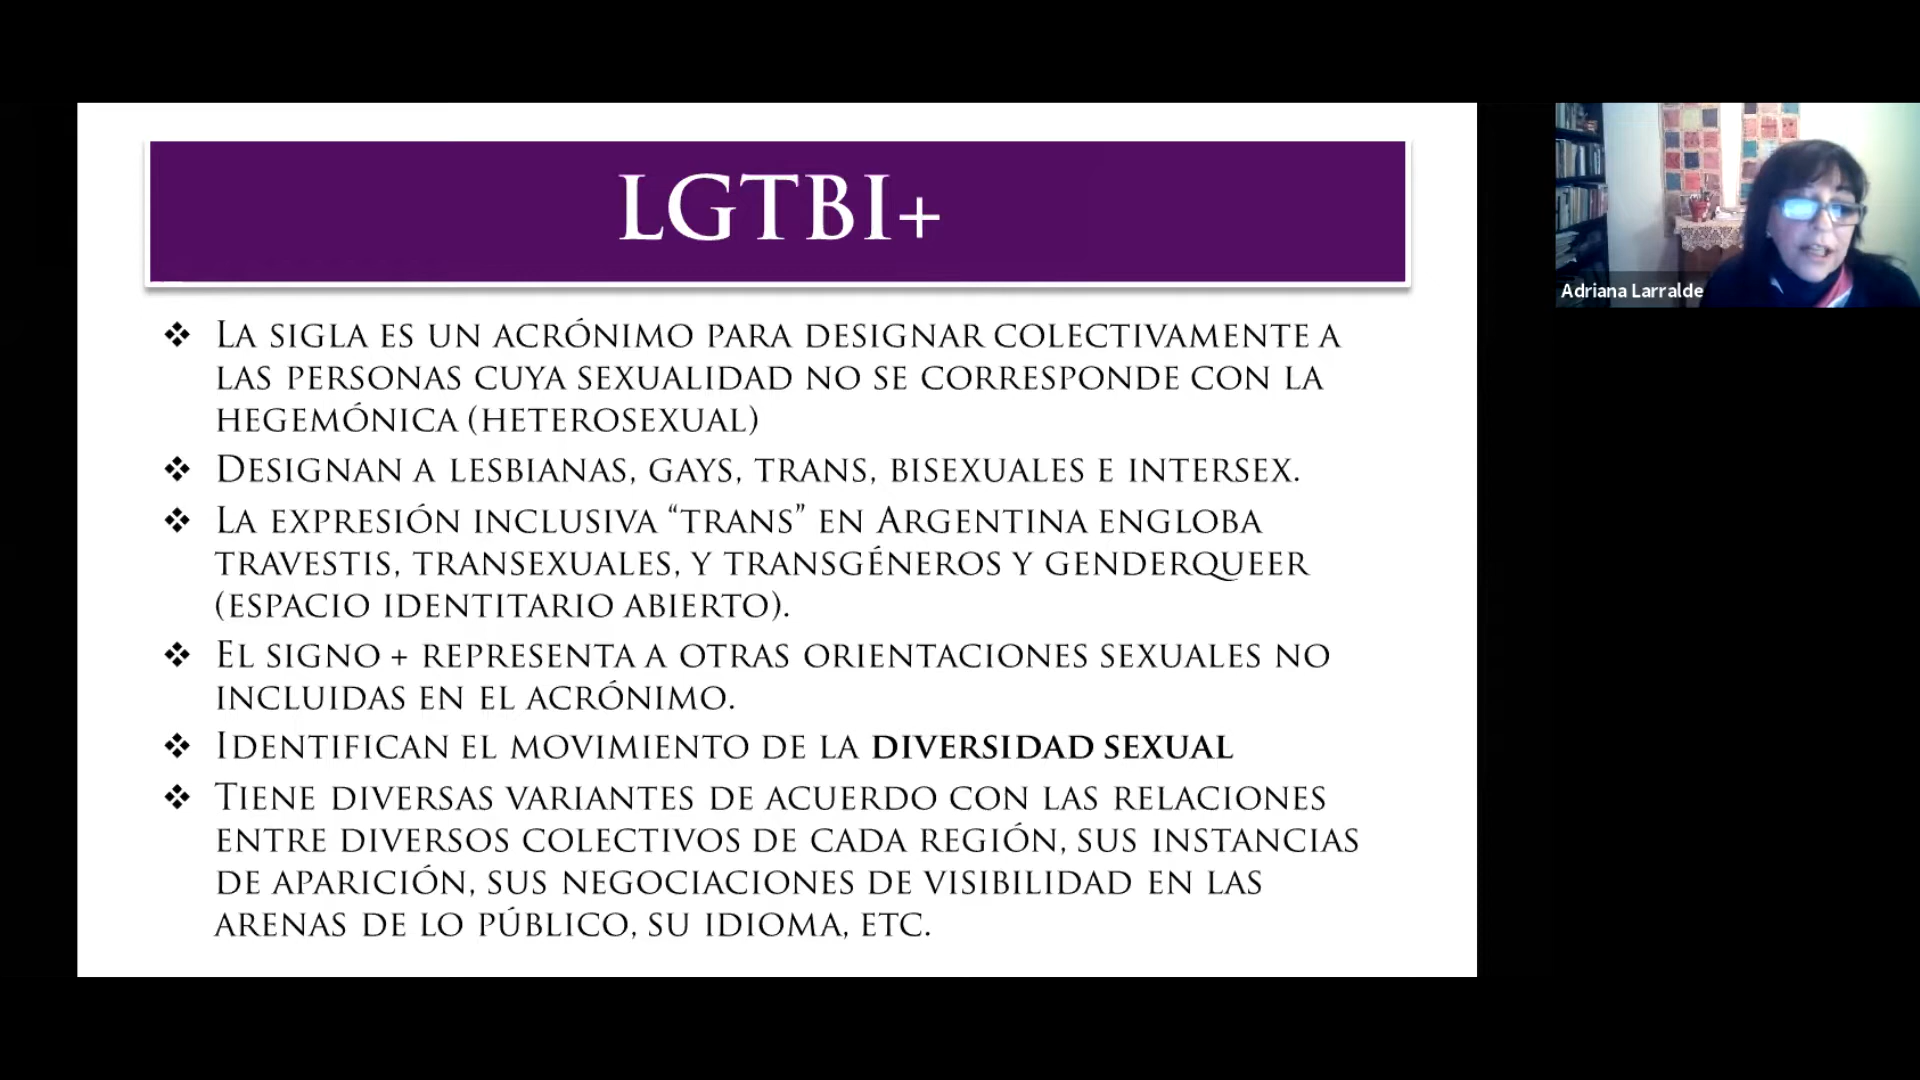 LGTBI+
La sigla es un acrónimo para designar colectivamente a
las personas cuya sexualidad no se corresponde con la
hegemónica (heterosexual)
Designan a lesbianas, gays, trans, bisexuales e intersex.
La expresión inclusiva “trans” en Argentina engloba
travestis, transexuales, y transgéneros y genderqueer
(espacio identitario abierto).
El signo + representa a otras orientaciones sexuales no
incluidas en el acrónimo.
Identifican el movimiento de la diversidad sexual
Tiene diversas variantes de acuerdo con las relaciones
entre diversos colectivos de cada región, sus instancias
de aparición, sus negociaciones de visibilidad en las
arenas de lo público, su idioma, etc.
Adriana Larralde